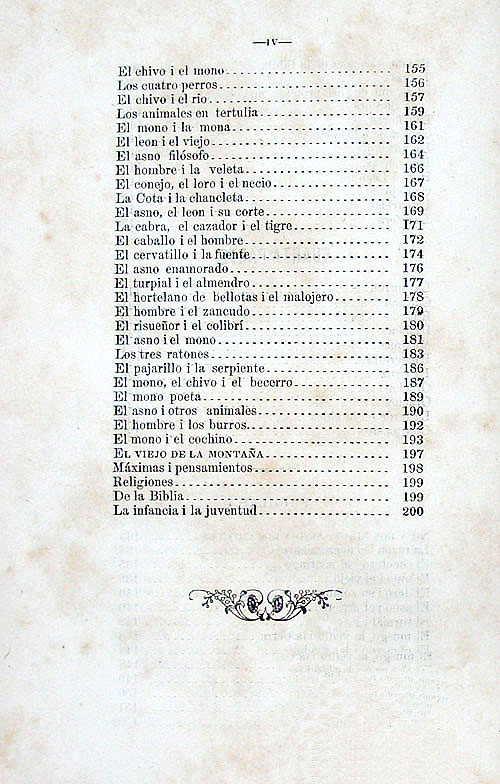 —IV—
El chivo i el mono 155
Los cuatro perros 156
El chivo i el rio 157
Los animales en tertulia 159
El mono i la mona 161
El leon i el viejo 162
El asno filósofo 164
El hombre i la veleta 166
El conejo, el loro i el necio 167
La Cota i la chancleta 168
El asno, el leon i su corte 169
La cabra, el cazador i el tigre 171
El caballo i el hombre 172
El cervatillo i la fuente 174
El asno enamorado 176
El turpial i el almendro 177
El hortelano de bellotas i el malojero 178
El hombre i el zancudo 179
El risueñor i el colibrí 180
El asno i el mono 181
Los tres ratones 183
El pajarillo i la serpiente 186
El mono, el chivo i el becerro 187
El mono poeta 189
El asno i otros animales 190
El hombre i los burros 192
El mono i el cochino 193
EL VIEJO DE LA MONTAÑA 197
Máximas i pensamientos 198
Religiones 199
De la Biblia 199
La infancia i la juventud 200